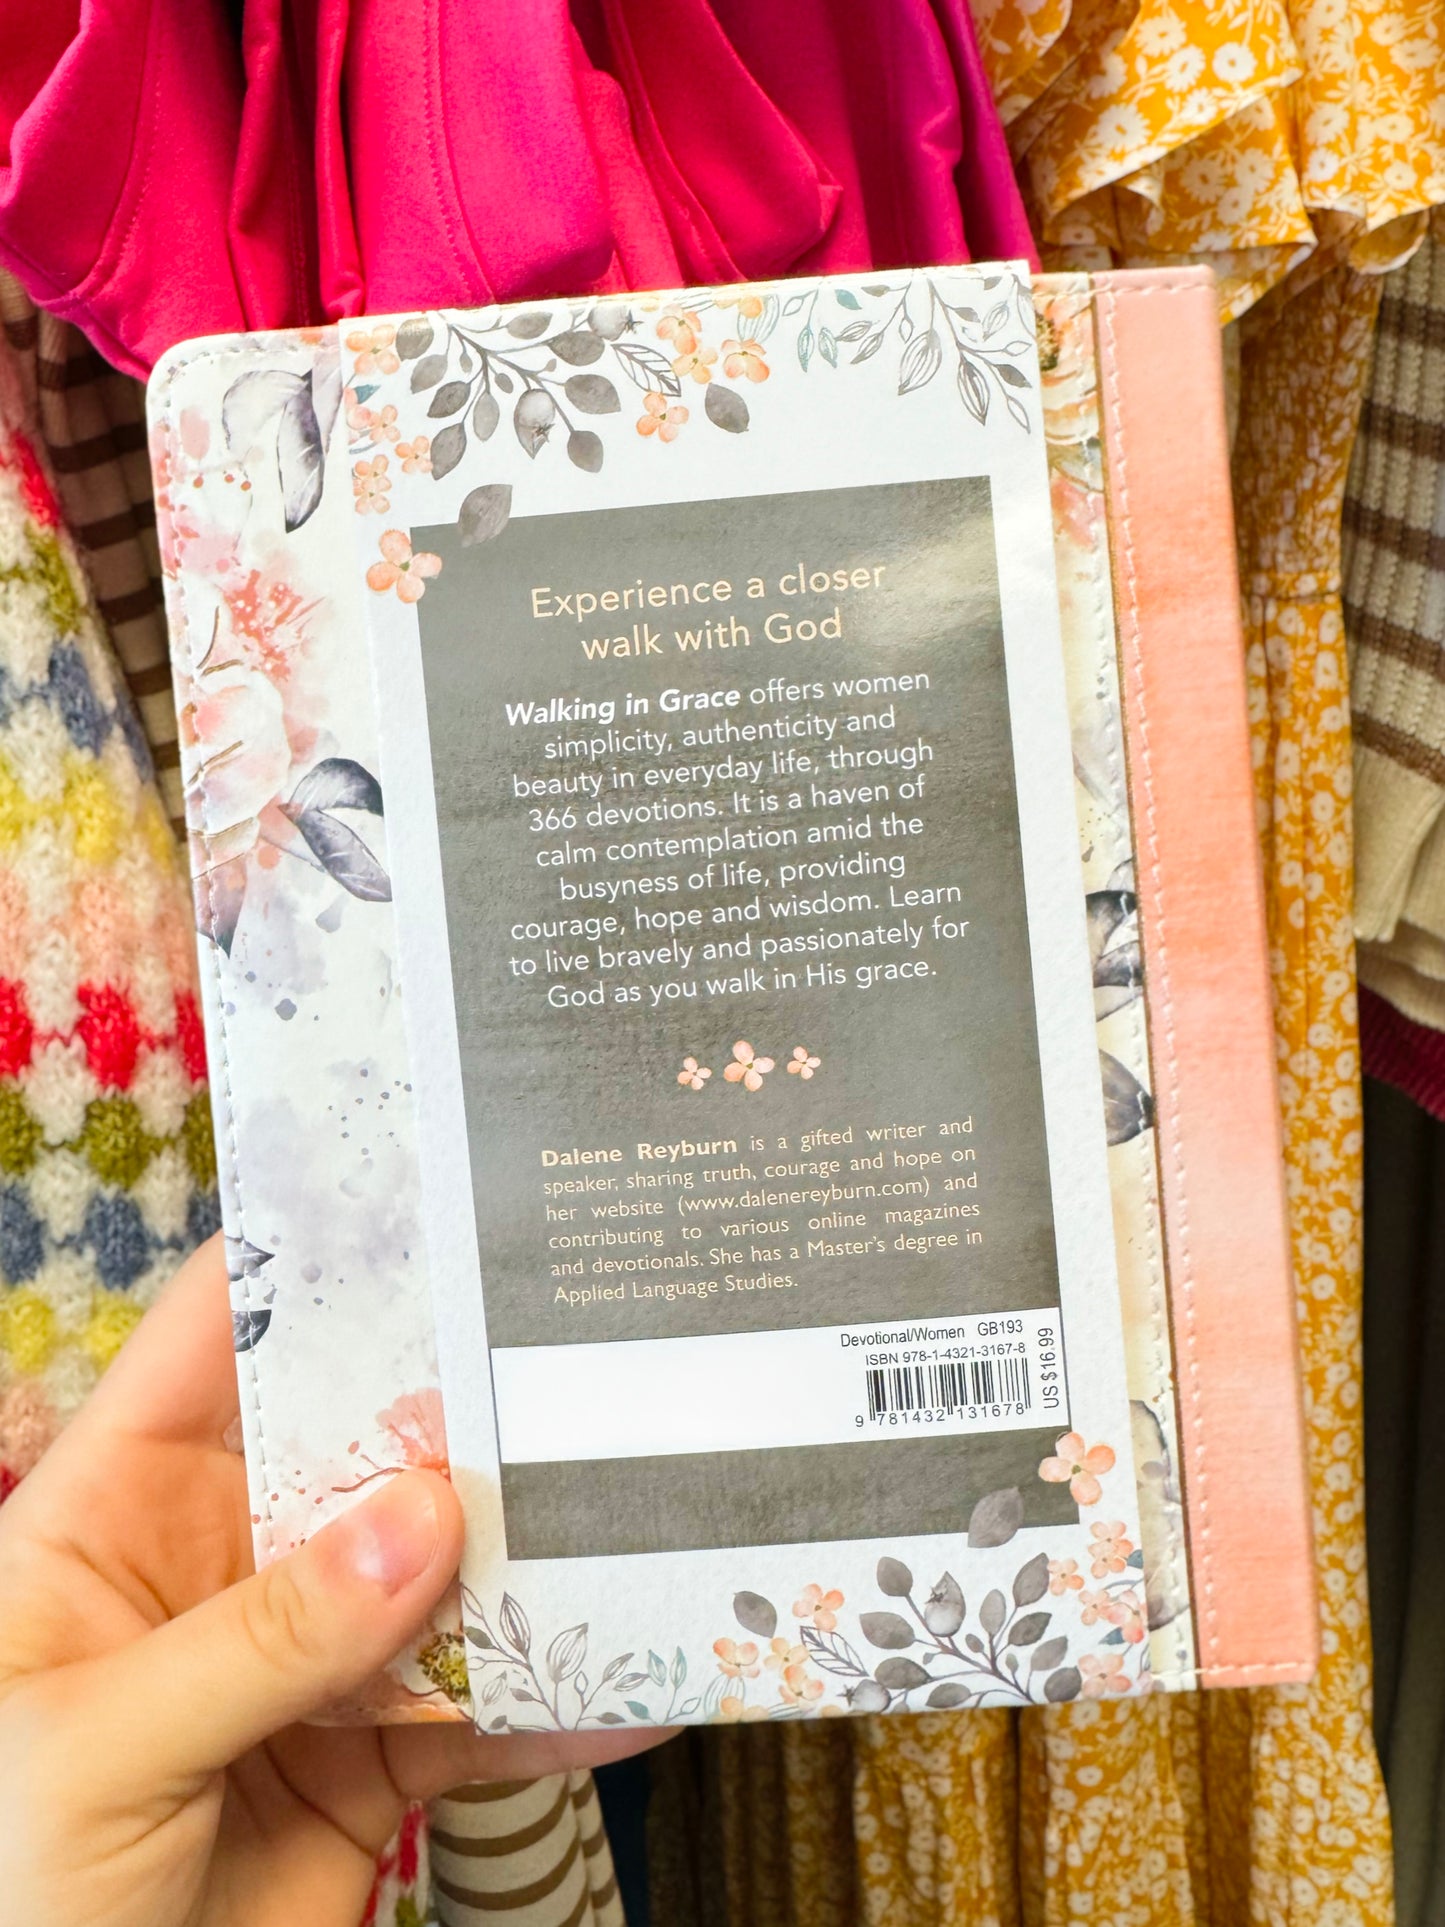 Experience a closer
walk with God
Walking in Grace offers women
simplicity, authenticity and
beauty in everyday life, through
366 devotions. It is a haven of
calm contemplation amid the
busyness of life, providing
courage, hope and wisdom. Learn
to live bravely and passionately for
God as you walk in His grace.
Dalene Reyburn is a gifted writer and
speaker, sharing truth, courage and hope on
her website (www.dalenereyburn.com) and
contributing to various online magazines
and devotionals. She has a Master's degree in
Applied Language Studies.
Devotional/Women GB193
ISBN 978-1-4321-3167-8
9 781432 131678
US $16.99